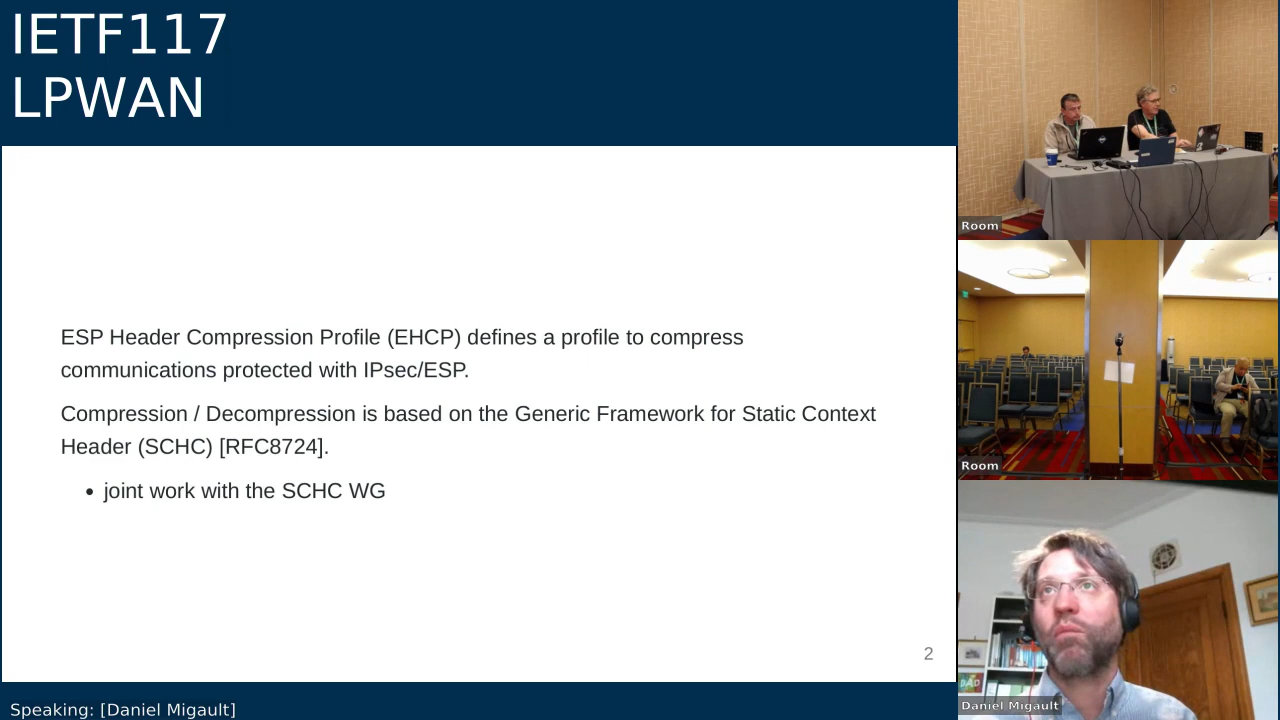 IETF117
LPWAN
ESP Header Compression Profile (EHCP) defines a profile to compress
communications protected with IPsec/ESP.
Compression / Decompression is based on the Generic Framework for Static Context
Header (SCHC) [RFC8724].
• joint work with the SCHC WG
2
Speaking: [Daniel Migault]
Room
Room
DAD
Daniel Migault